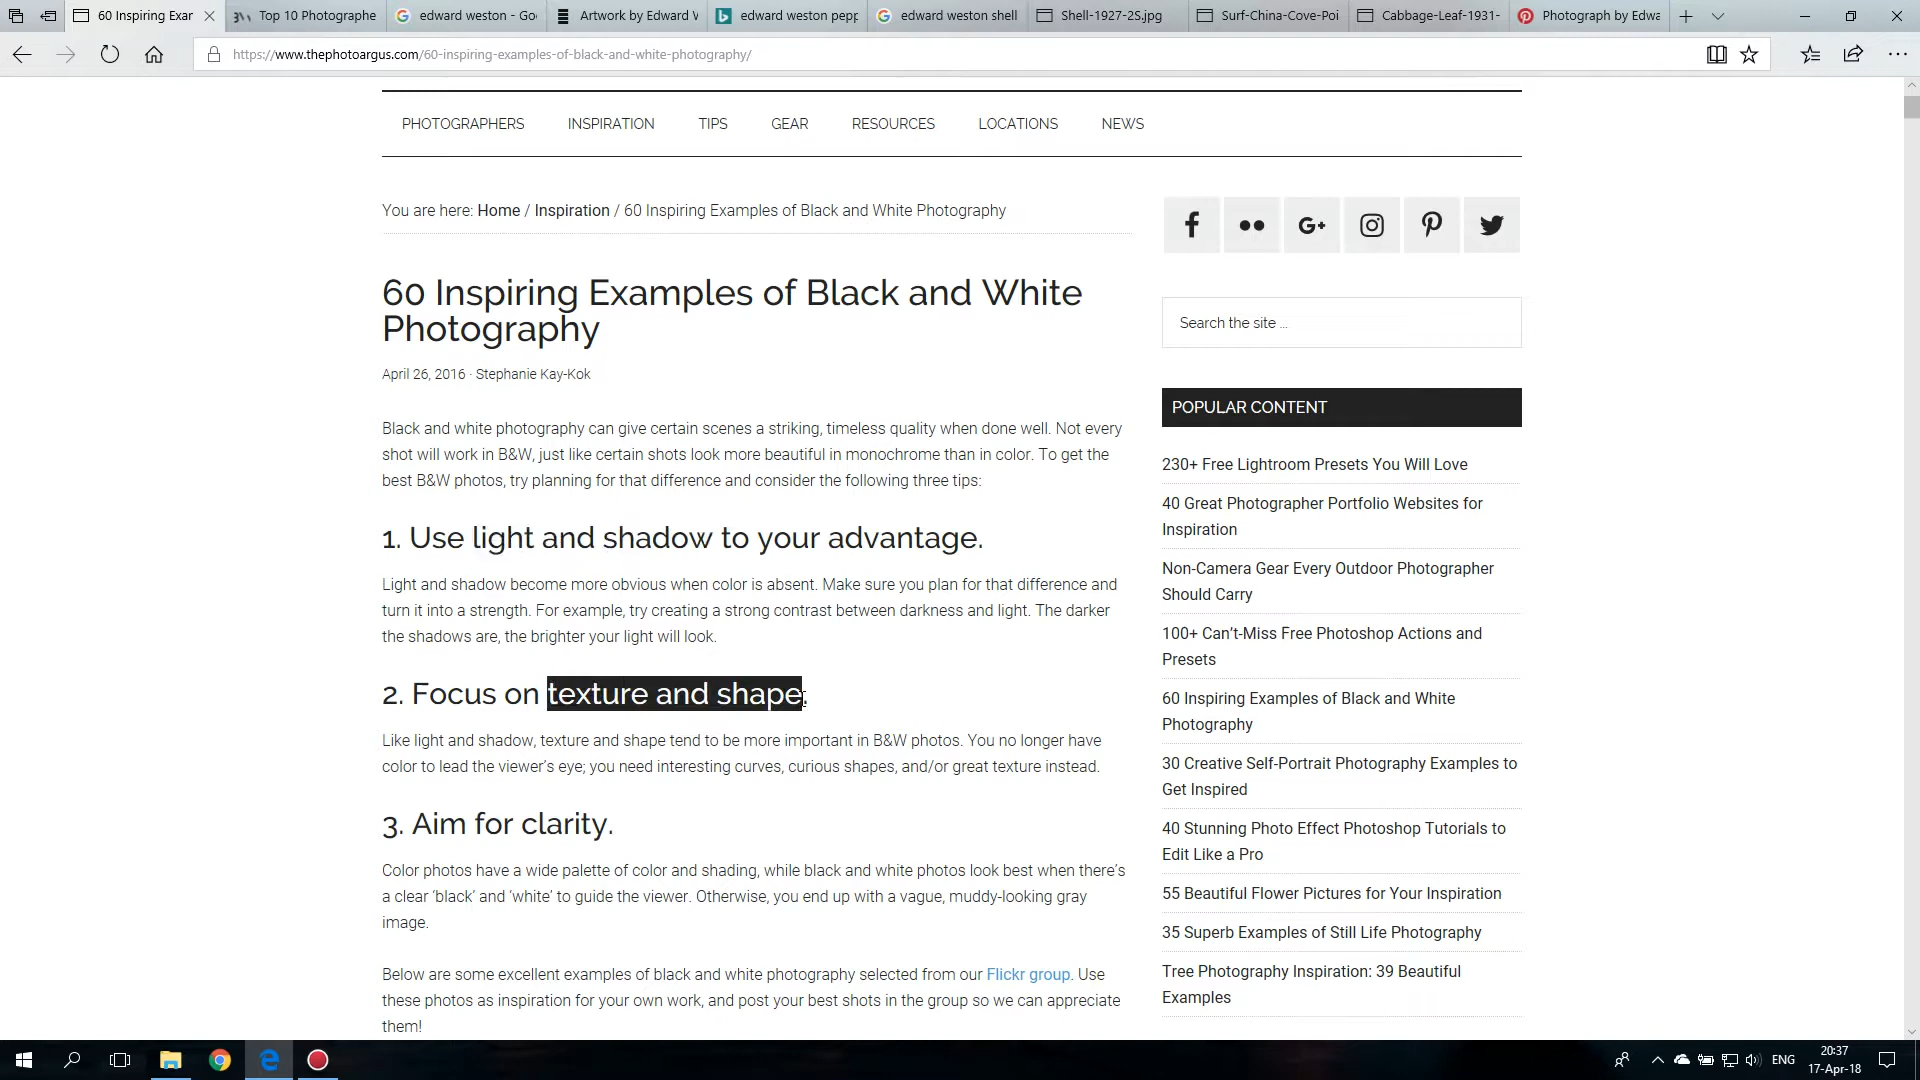 60 Inspiring Exar
Top 10 Photographe
edward weston - Go
Artwork by Edward V
edward weston pepp
edward weston shell
Shell-1927-2S.jpg
Surf-China-Cove-Poi
Cabbage-Leaf-1931-
Photograph by Edwa
https://www.thephotoargus.com/60-inspiring-examples-of-black-and-white-photography/
PHOTOGRAPHERS INSPIRATION TIPS GEAR RESOURCES LOCATIONS NEWS
You are here: Home / Inspiration / 60 Inspiring Examples of Black and White Photography
60 Inspiring Examples of Black and White
Photography
April 26, 2016 · Stephanie Kay-Kok
Black and white photography can give certain scenes a striking, timeless quality when done well. Not every
shot will work in B&W, just like certain shots look more beautiful in monochrome than in color. To get the
best B&W photos, try planning for that difference and consider the following three tips:
1. Use light and shadow to your advantage.
Light and shadow become more obvious when color is absent. Make sure you plan for that difference and
turn it into a strength. For example, try creating a strong contrast between darkness and light. The darker
the shadows are, the brighter your light will look.
2. Focus on texture and shape.
Like light and shadow, texture and shape tend to be more important in B&W photos. You no longer have
color to lead the viewer's eye; you need interesting curves, curious shapes, and/or great texture instead.
3. Aim for clarity.
Color photos have a wide palette of color and shading, while black and white photos look best when there's
a clear 'black' and 'white' to guide the viewer. Otherwise, you end up with a vague, muddy-looking gray
image.
Below are some excellent examples of black and white photography selected from our Flickr group. Use
these photos as inspiration for your own work, and post your best shots in the group so we can appreciate
them!
G+
Search the site ...
POPULAR CONTENT
230+ Free Lightroom Presets You Will Love
40 Great Photographer Portfolio Websites for
Inspiration
Non-Camera Gear Every Outdoor Photographer
Should Carry
100+ Can't-Miss Free Photoshop Actions and
Presets
60 Inspiring Examples of Black and White
Photography
30 Creative Self-Portrait Photography Examples to
Get Inspired
40 Stunning Photo Effect Photoshop Tutorials to
Edit Like a Pro
55 Beautiful Flower Pictures for Your Inspiration
35 Superb Examples of Still Life Photography
Tree Photography Inspiration: 39 Beautiful
Examples
ENG
20:37
17-Apr-18